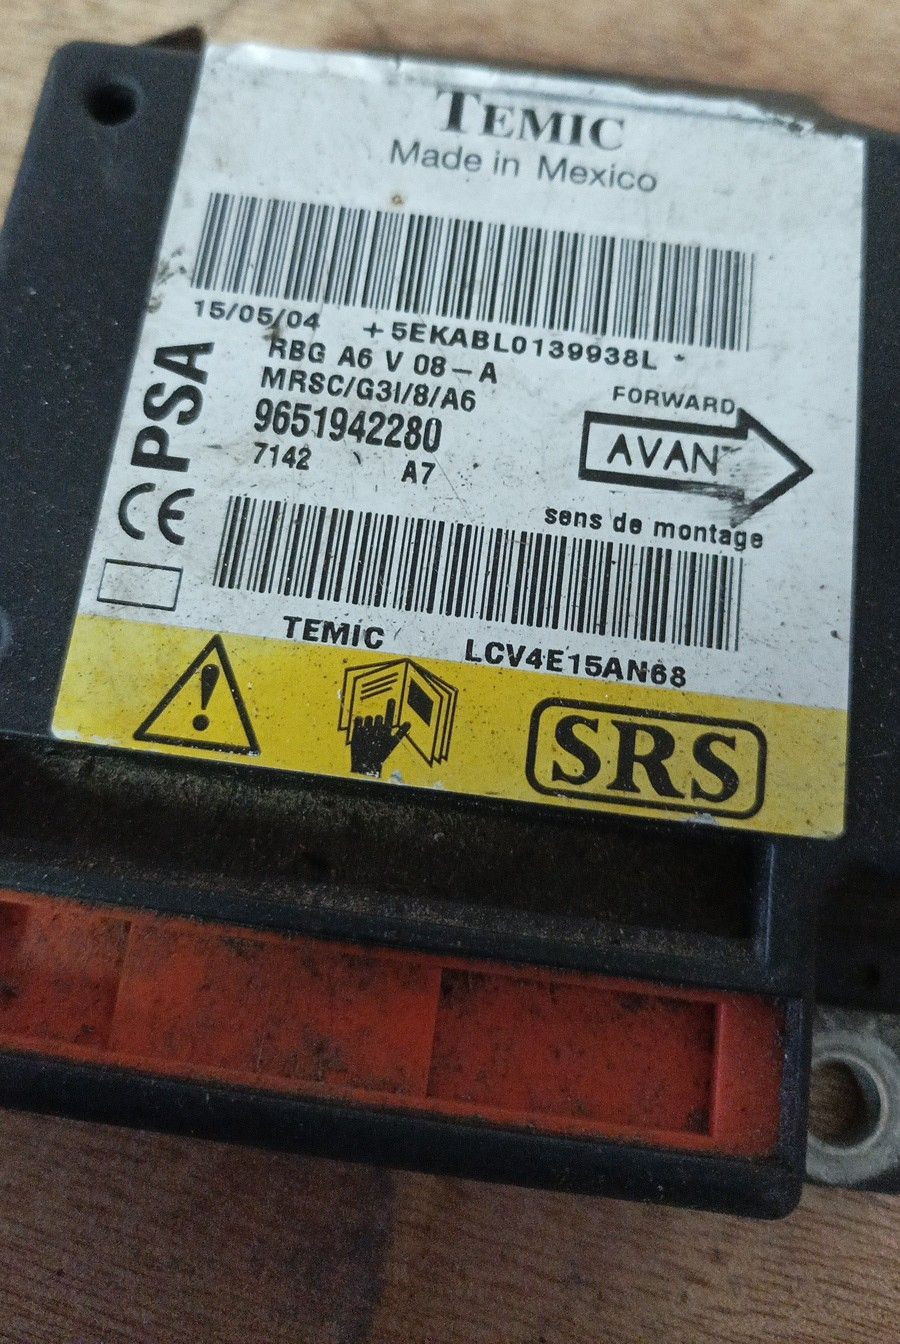 TEMIC
Made in Mexico
15/05/04 +5EKABL0139938L *
RBG A6 V 08-A
MRSC/G3I/8/A6
9651942280
7142 A7
PSA
CE
FORWARD
AVANT
sens de montage
TEMIC LCV4E15AN68
SRS